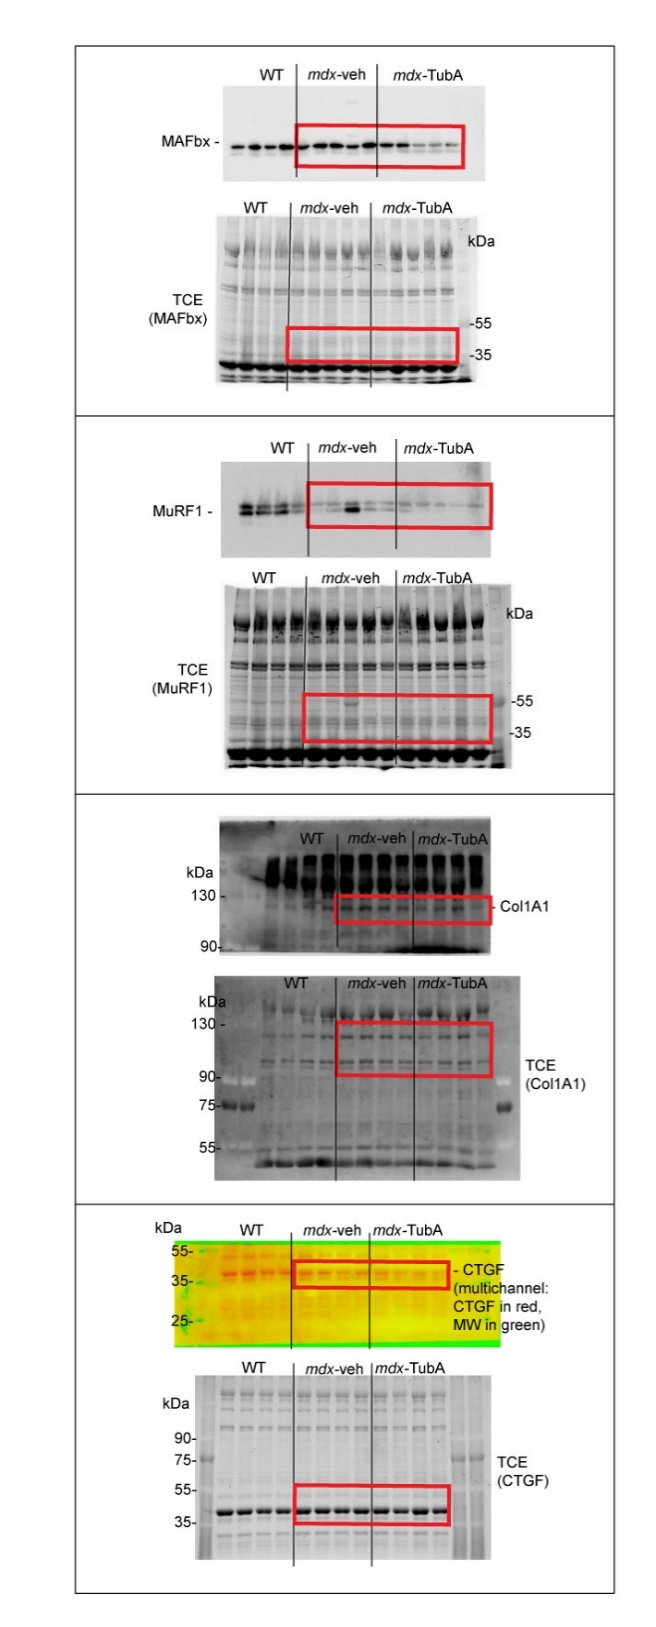 WT mdx-veh mdx-TubA
MAFbx -
WT mdx-veh mdx-TubA
kDa
TCE
(MAFbx)
-55
-35
WT mdx-veh mdx-TubA
MuRF1 -
WT mdx-veh mdx-TubA
kDa
TCE
(MuRF1)
-55
-35
WT mdx-veh mdx-TubA
kDa
130 -
- Col1A1
90-
WT mdx-veh mdx-TubA
kDa
130 -
TCE
(Col1A1)
90-
75-
55-
kDa WT mdx-veh mdx-TubA
55-
- CTGF
35-
(multichannel:
CTGF in red,
MW in green)
25-
WT mdx-veh mdx-TubA
kDa
90-
75-
TCE
(CTGF)
55-
35-